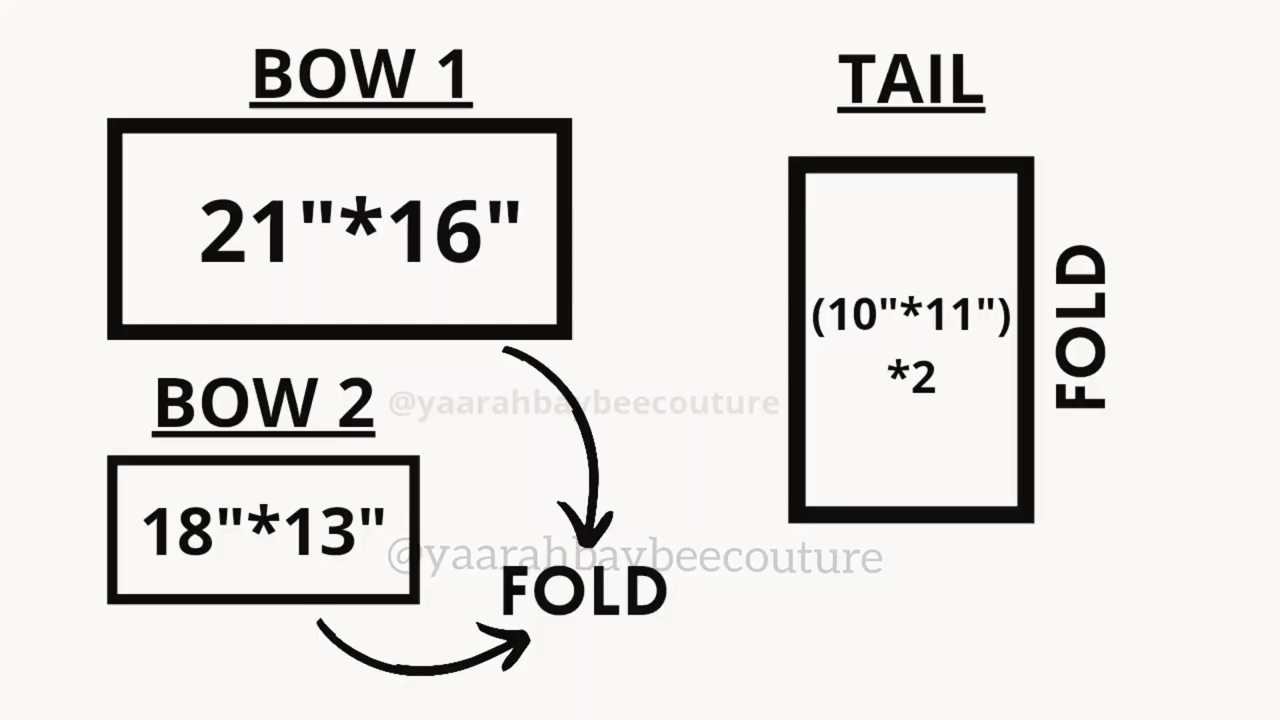 BOW 1
21"*16"
BOW 2
18"*13"
FOLD
TAIL
(10"*11")
*2
FOLD
@yaarahbaybeecouture
@yaarahbaybeecouture